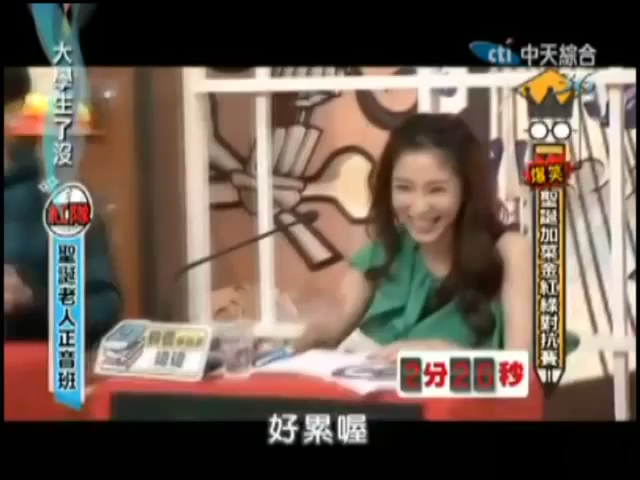 大學生了沒
cti 中天綜合
紅隊
聖誕老人正音班
爆笑
聖誕加菜金紅綠對抗賽 II
2分20秒
好累喔